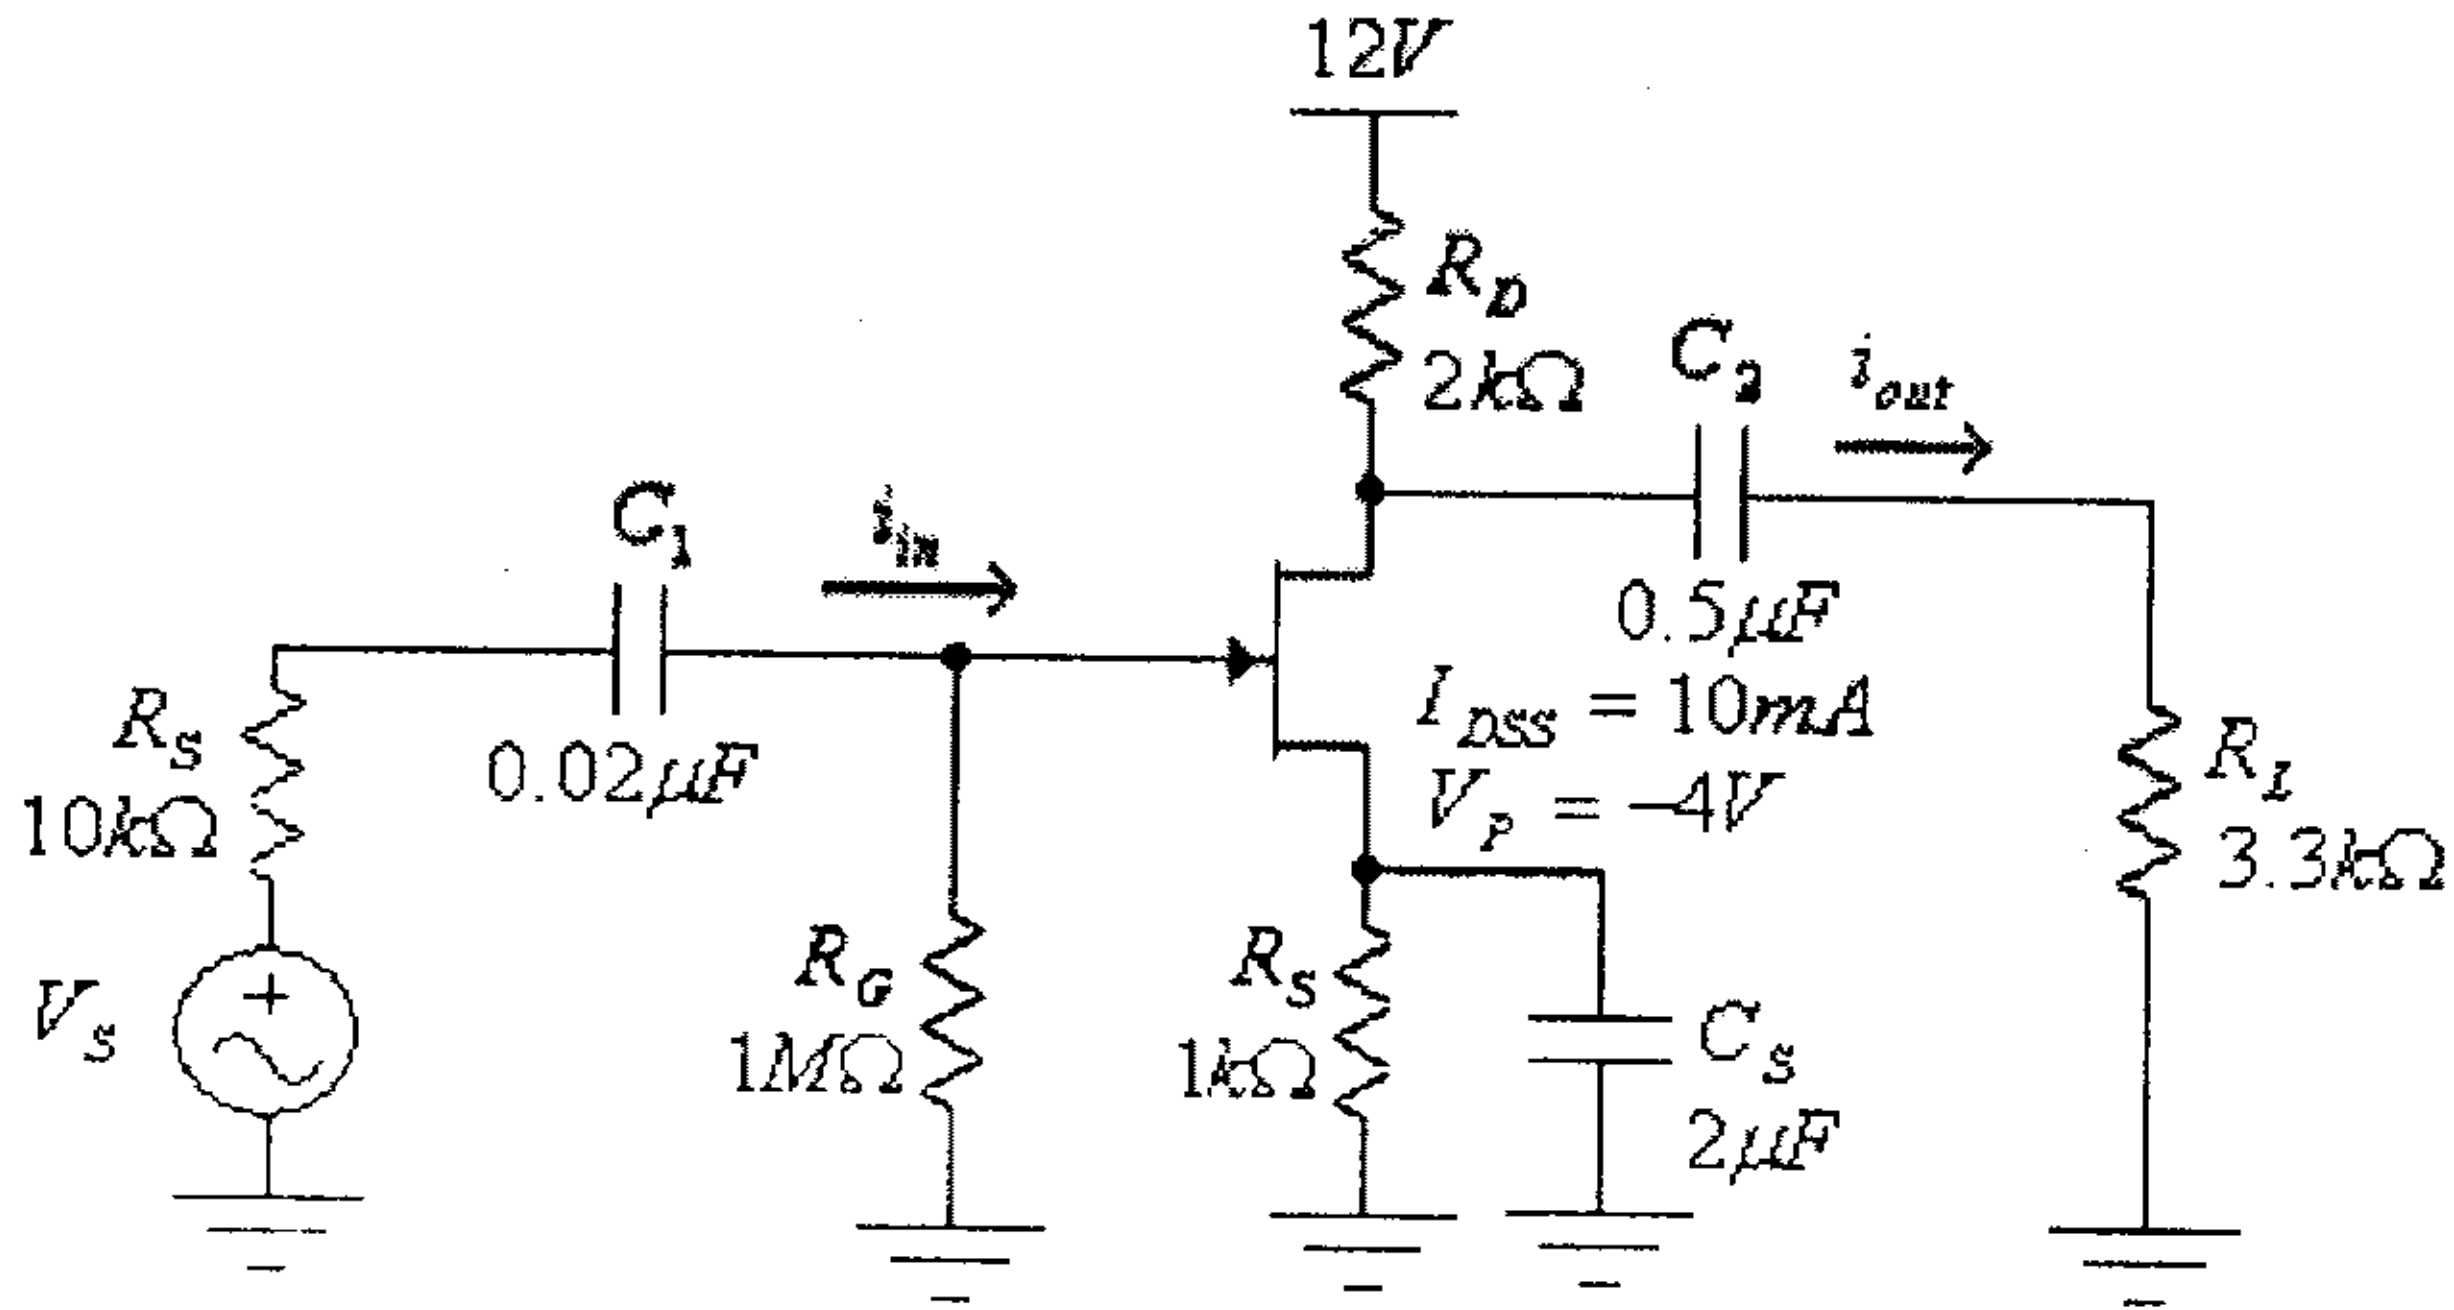 12V
R_D
2kΩ
C_2
i_out
0.5μF
C_1
i_in
0.02μF
R_S
10kΩ
V_S
+
R_G
1MΩ
I_DSS = 10mA
V_P = -4V
R_S
1kΩ
C_S
2μF
R_L
3.3kΩ